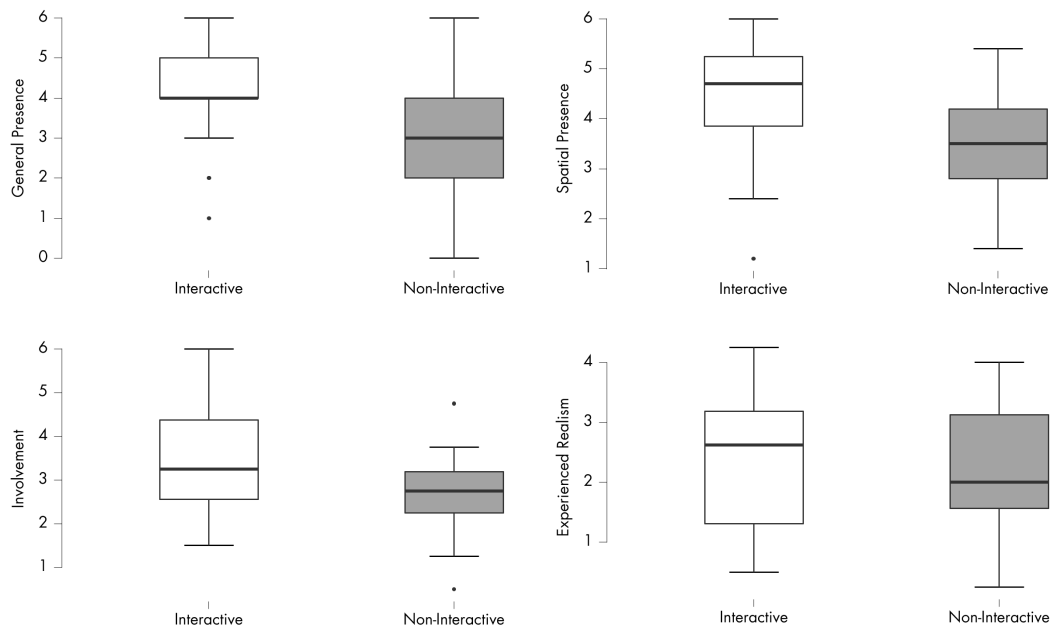 General Presence
6
5
4
3
2
1
0
Interactive
Non-Interactive
Spatial Presence
6
5
4
3
2
1
Interactive
Non-Interactive
Involvement
6
5
4
3
2
1
Interactive
Non-Interactive
Experienced Realism
4
3
2
1
Interactive
Non-Interactive